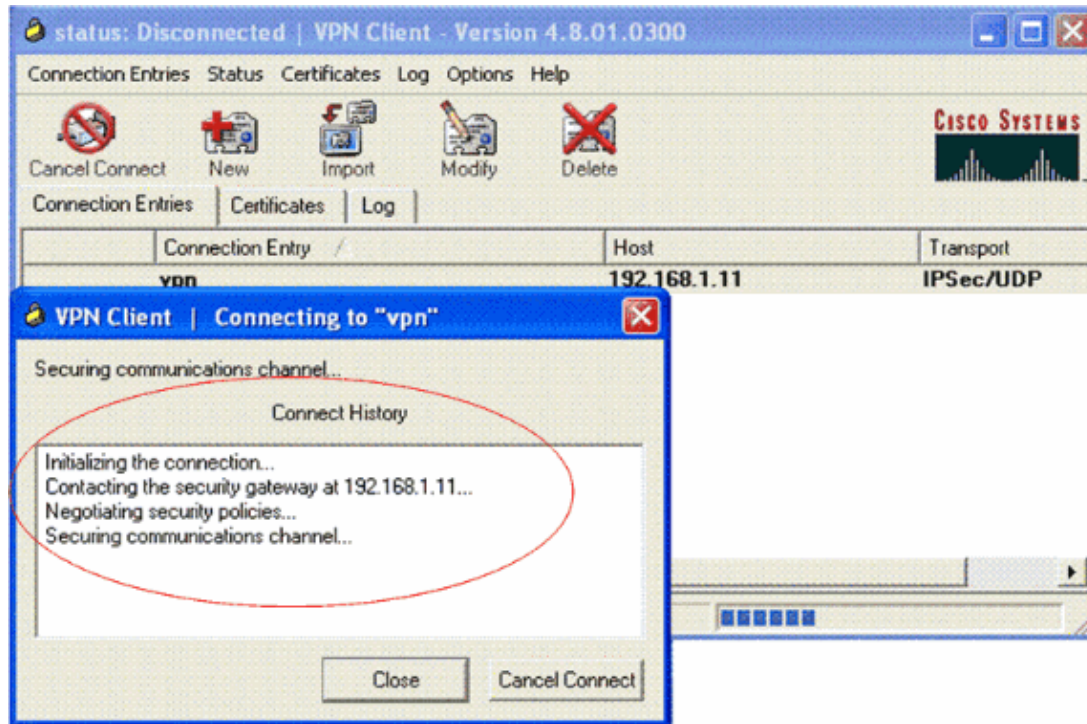 status: Disconnected | VPN Client - Version 4.8.01.0300
Connection Entries Status Certificates Log Options Help
Cancel Connect New Import Modify Delete
CISCO SYSTEMS
Connection Entries Certificates Log
Connection Entry Host Transport
vpn 192.168.1.11 IPSec/UDP
VPN Client | Connecting to "vpn"
Securing communications channel...
Connect History
Initializing the connection...
Contacting the security gateway at 192.168.1.11...
Negotiating security policies...
Securing communications channel...
Close Cancel Connect